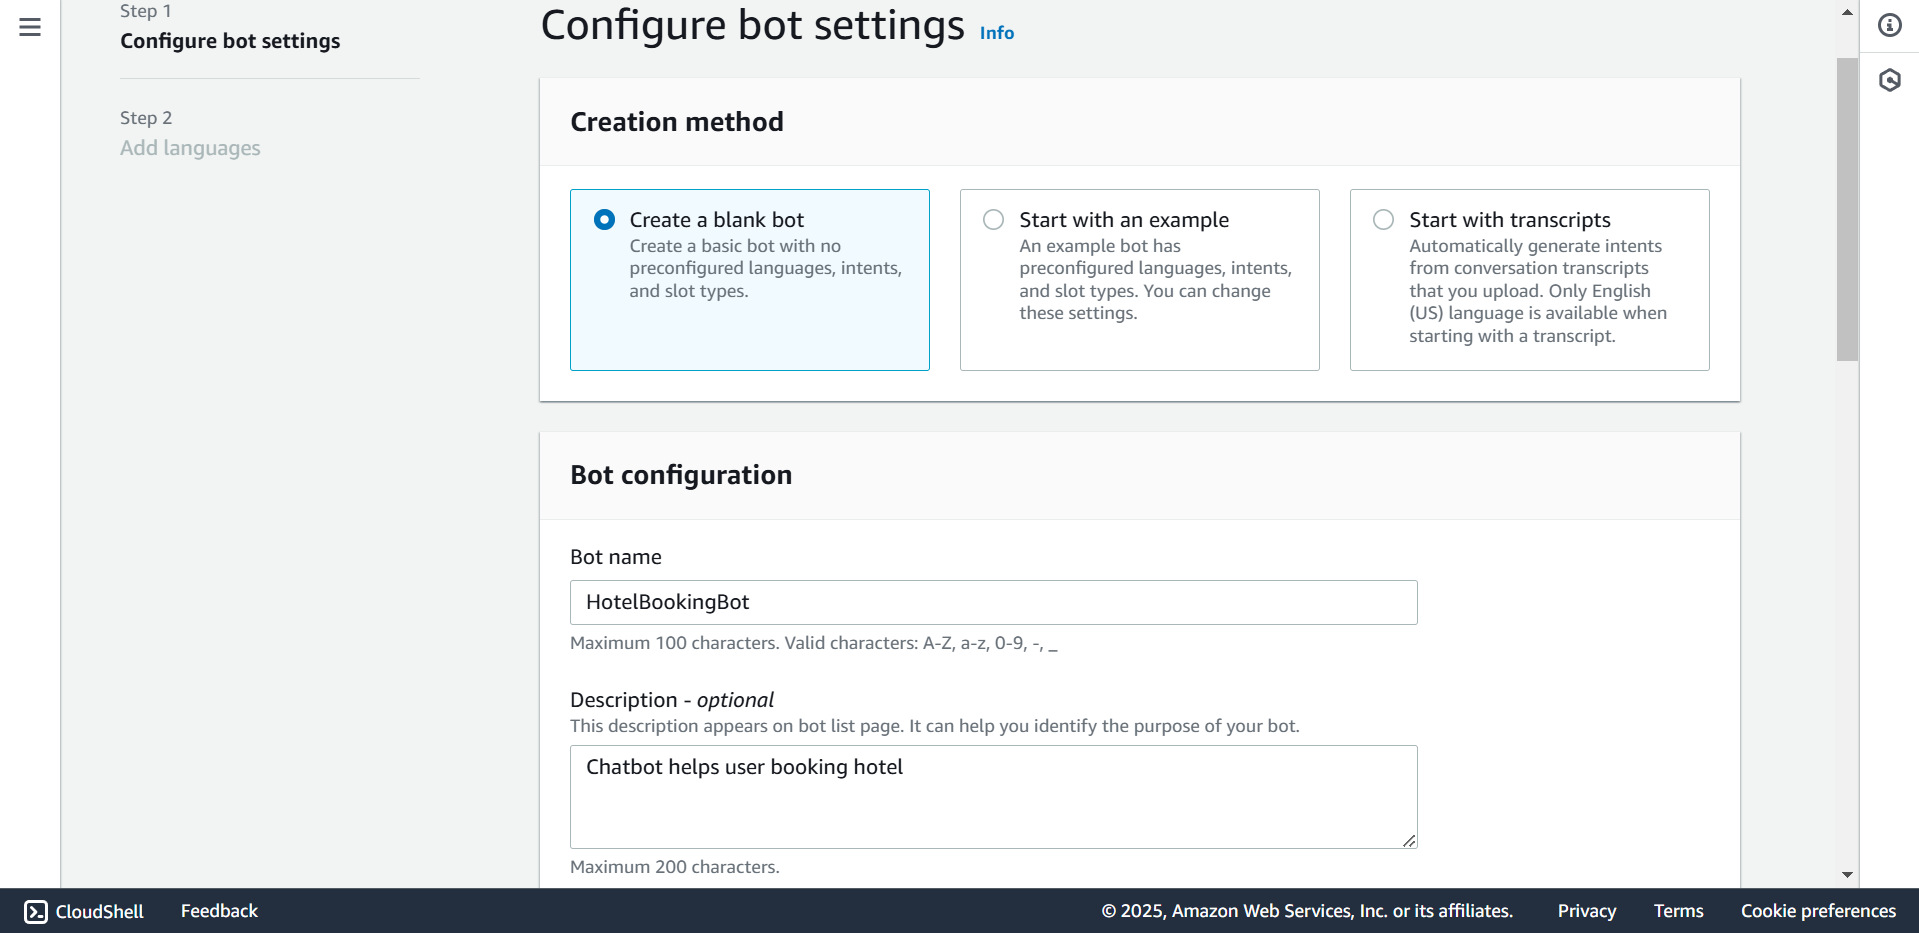 Step 1
Configure bot settings
Step 2
Add languages
Configure bot settings Info
Creation method
Create a blank bot
Create a basic bot with no
preconfigured languages, intents,
and slot types.
Start with an example
An example bot has
preconfigured languages, intents,
and slot types. You can change
these settings.
Start with transcripts
Automatically generate intents
from conversation transcripts
that you upload. Only English
(US) language is available when
starting with a transcript.
Bot configuration
Bot name
HotelBookingBot
Maximum 100 characters. Valid characters: A-Z, a-z, 0-9, -, _
Description - optional
This description appears on bot list page. It can help you identify the purpose of your bot.
Chatbot helps user booking hotel
Maximum 200 characters.
CloudShell Feedback © 2025, Amazon Web Services, Inc. or its affiliates. Privacy Terms Cookie preferences